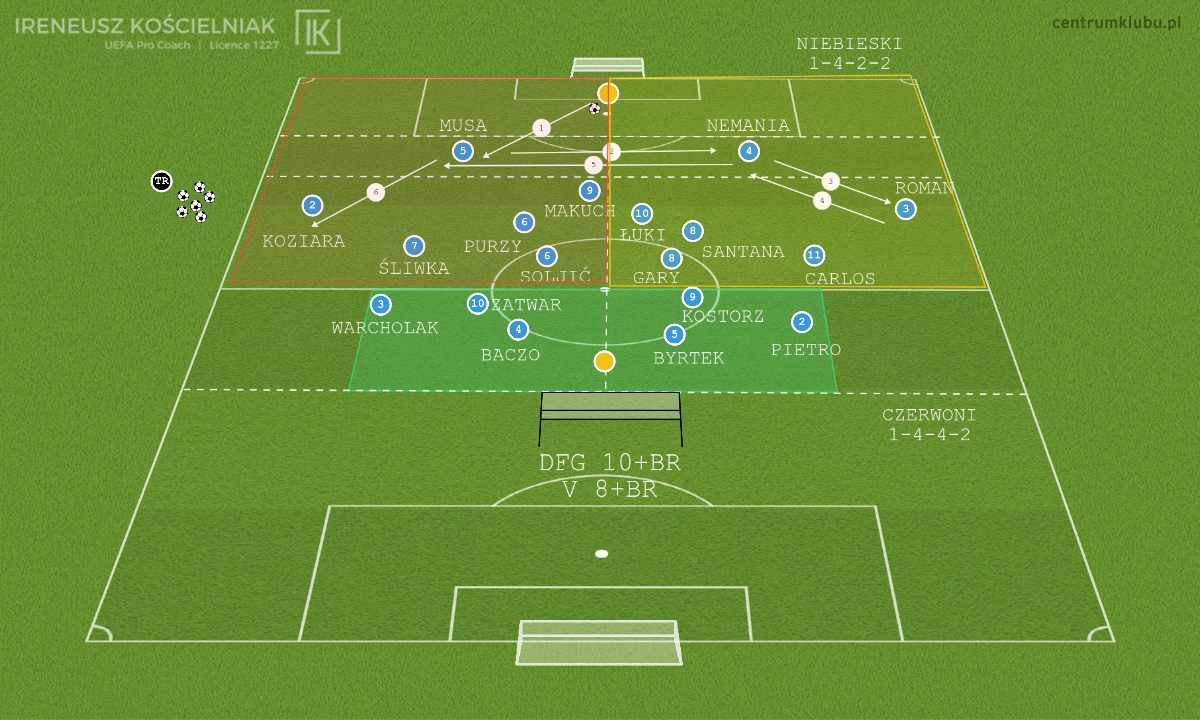 IRENEUSZ KOŚCIELNIAK
UEFA Pro Coach | Licence 1227
IK
centrumklubu.pl
NIEBIESKI
1-4-2-2
MUSA
NEMANIA
1
5
2
4
5
TR
3
6
9
ROMAN
4
2
10
3
MAKUCH
6
ŁUKI
8
KOZIARA
PURZY
7
SANTANA
6
8
11
ŚLIWKA
SOLJIĆ
GARY
CARLOS
3
10
ZATWAR
9
KOSTORZ
WARCHOLAK
4
5
2
BACZO
BYRTEK
PIETRO
CZERWONI
1-4-4-2
DFG 10+BR
V 8+BR